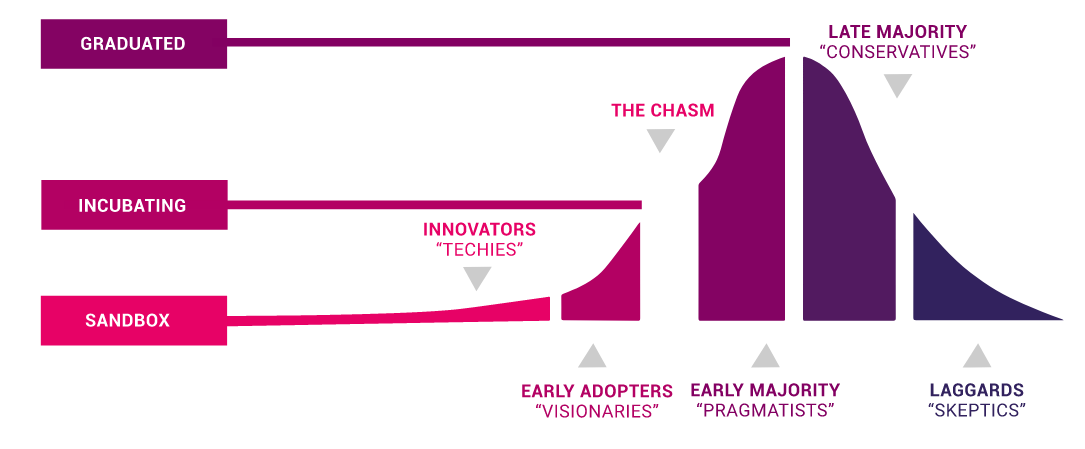 GRADUATED
LATE MAJORITY
“CONSERVATIVES”
THE CHASM
INCUBATING
INNOVATORS
“TECHIES”
SANDBOX
EARLY ADOPTERS
“VISIONARIES”
EARLY MAJORITY
“PRAGMATISTS”
LAGGARDS
“SKEPTICS”